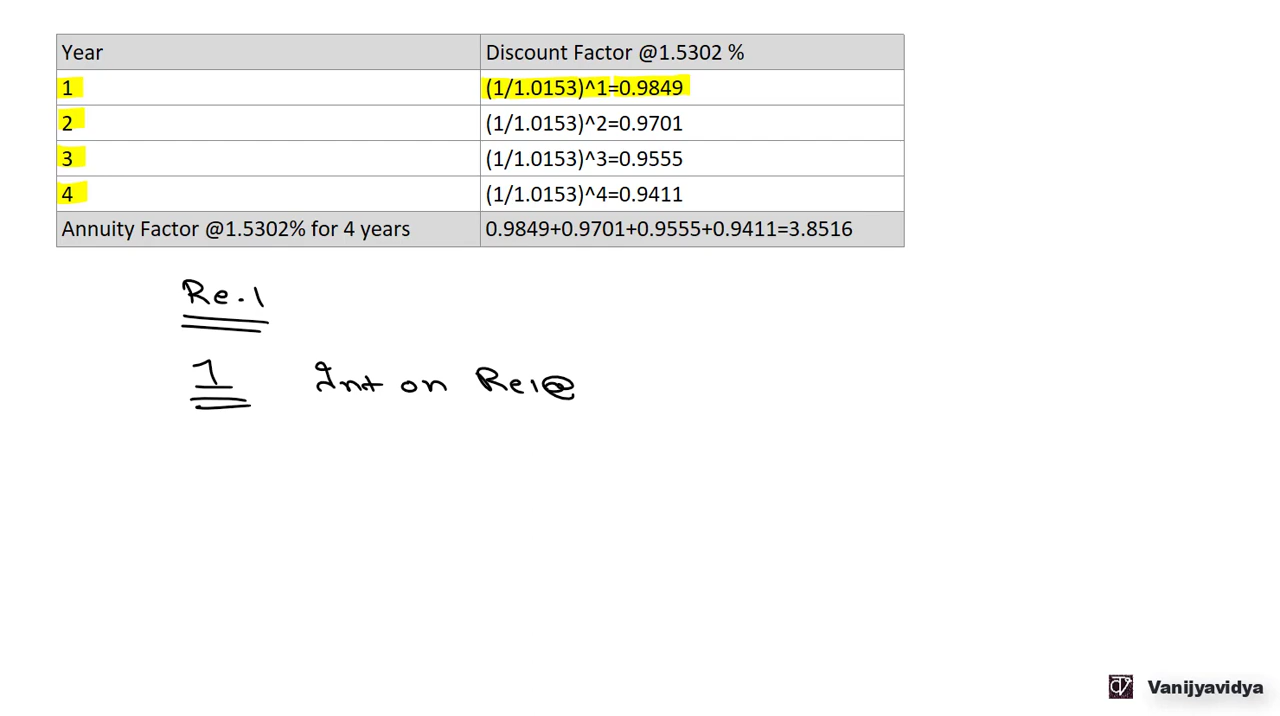 Year Discount Factor @1.5302 %
1 (1/1.0153)^1=0.9849
2 (1/1.0153)^2=0.9701
3 (1/1.0153)^3=0.9555
4 (1/1.0153)^4=0.9411
Annuity Factor @1.5302% for 4 years 0.9849+0.9701+0.9555+0.9411=3.8516
Re.1
1 Int on Re1@
Vanijyavidya